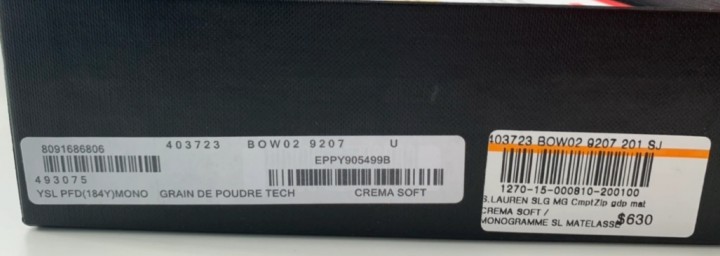 8091686806 403723 BOW02 9207 U
EPPY905499B
493075
YSL PFD(184Y)MONO GRAIN DE POUDRE TECH CREMA SOFT
403723 BOW02 9207 201 SJ
1270-15-000810-200100
S.LAUREN SLG MG CmptZip gdp mat
CREMA SOFT /
MONOGRAMME SL MATELASSE
$630